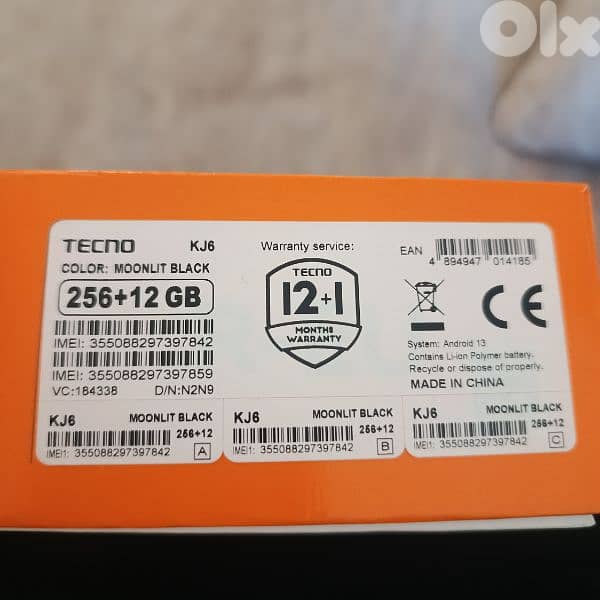 Olx
TECNO KJ6
COLOR: MOONLIT BLACK
256+12 GB
IMEI: 355088297397842
IMEI: 355088297397859
VC:184338 D/N:N2N9
Warranty service:
TECNO
12+1
MONTHS
WARRANTY
EAN 4 894947 014185
CE
System: Android 13
Contains Li-ion Polymer battery.
Recycle or dispose of properly.
MADE IN CHINA
KJ6 MOONLIT BLACK
256+12
IMEI1: 355088297397842 A
KJ6 MOONLIT BLACK
256+12
IMEI1: 355088297397842 B
KJ6 MOONLIT BLACK
256+12
IMEI1: 355088297397842 C